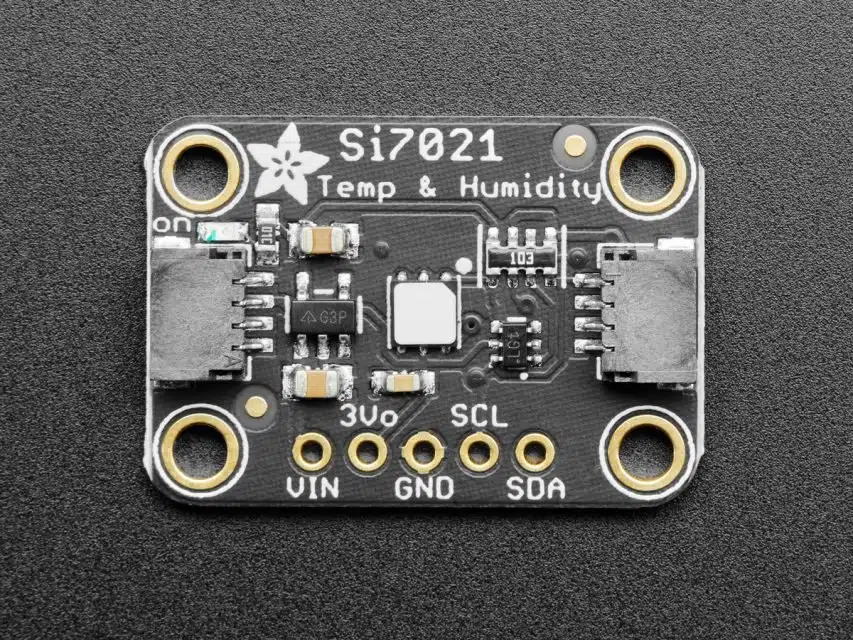 Si7021
Temp & Humidity
on
103
G3P
3Vo SCL
VIN GND SDA